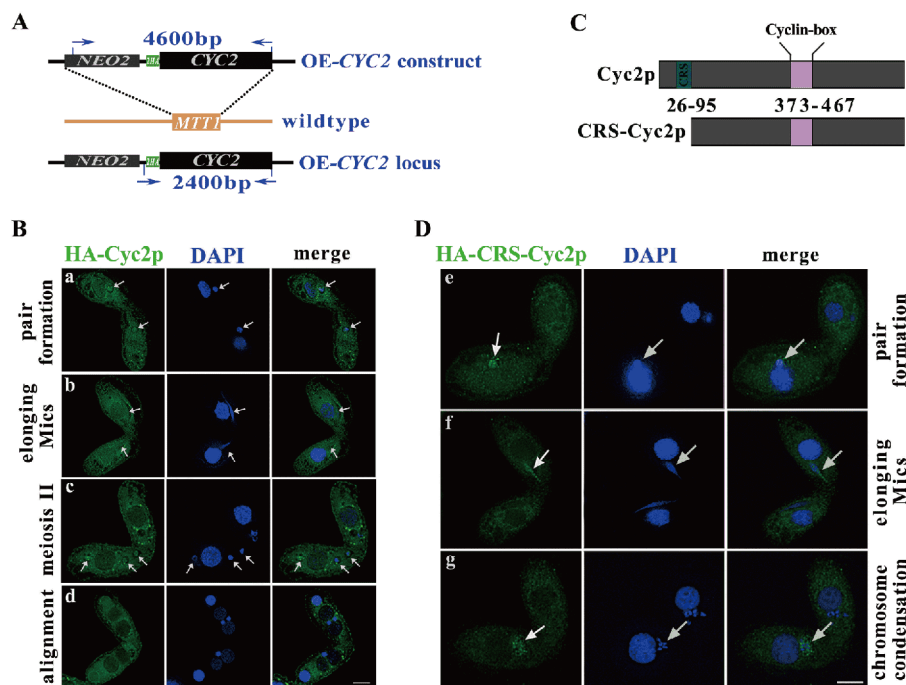 A
4600bp
NEO2 HA CYC2 OE-CYC2 construct
MTT1 wildtype
NEO2 HA CYC2 OE-CYC2 locus
2400bp
B
HA-Cyc2p DAPI merge
a pair formation
b elonging Mics
c meiosis II
d alignment
C
Cyclin-box
Cyc2p CRS
26-95 373-467
CRS-Cyc2p
D
HA-CRS-Cyc2p DAPI merge
e pair formation
f elonging Mics
g chromosome condensation